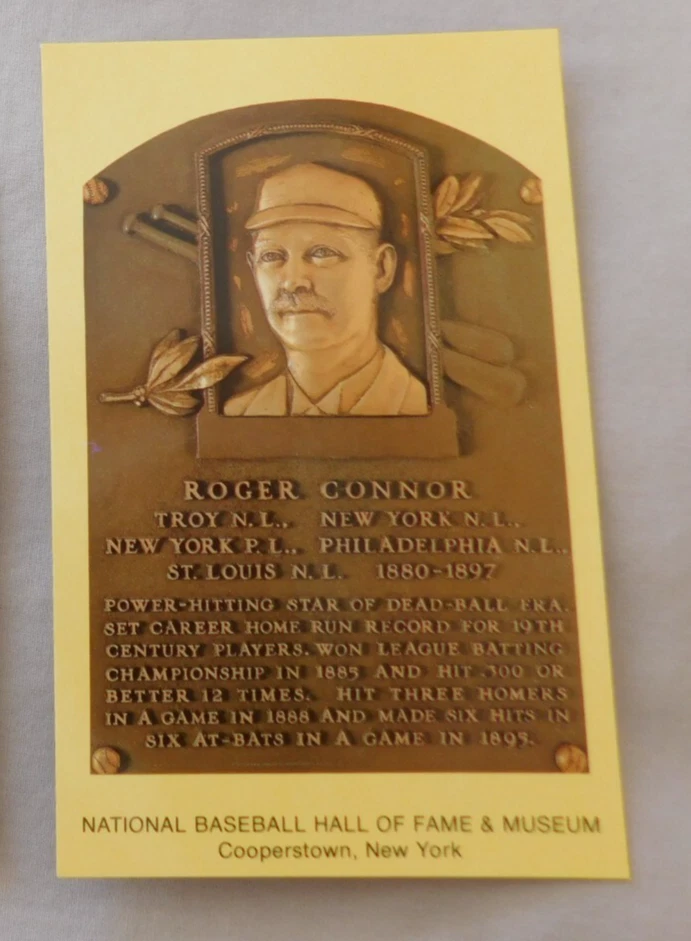 ROGER CONNOR
TROY N.L., NEW YORK N.L.,
NEW YORK P.L., PHILADELPHIA N.L.,
ST. LOUIS N.L. 1880-1897
POWER-HITTING STAR OF DEAD-BALL ERA.
SET CAREER HOME RUN RECORD FOR 19TH
CENTURY PLAYERS. WON LEAGUE BATTING
CHAMPIONSHIP IN 1885 AND HIT .300 OR
BETTER 12 TIMES. HIT THREE HOMERS
IN A GAME IN 1888 AND MADE SIX HITS IN
SIX AT-BATS IN A GAME IN 1895.
NATIONAL BASEBALL HALL OF FAME & MUSEUM
Cooperstown, New York